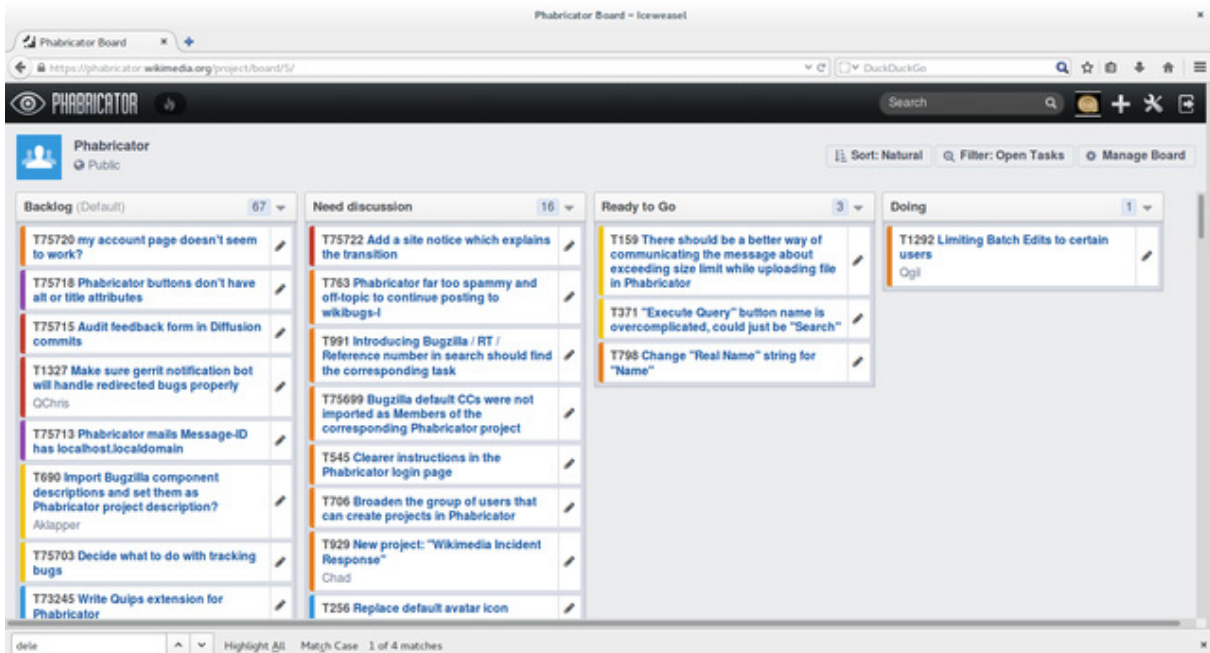 Phabricator Board - Iceweasel
Phabricator Board
https://phabricator.wikimedia.org/project/board/5/
DuckDuckGo
PHABRICATOR
Search
Phabricator
Public
Sort: Natural
Filter: Open Tasks
Manage Board
Backlog (Default) 67
T75720 my account page doesn't seem
to work?
T75718 Phabricator buttons don't have
alt or title attributes
T75715 Audit feedback form in Diffusion
commits
T1327 Make sure gerrit notification bot
will handle redirected bugs properly
QChris
T75713 Phabricator mails Message-ID
has localhost.localdomain
T690 Import Bugzilla component
descriptions and set them as
Phabricator project description?
Aklapper
T75703 Decide what to do with tracking
bugs
T73245 Write Quips extension for
Phabricator
Need discussion 16
T75722 Add a site notice which explains
the transition
T763 Phabricator far too spammy and
off-topic to continue posting to
wikibugs-l
T991 Introducing Bugzilla / RT /
Reference number in search should find
the corresponding task
T75699 Bugzilla default CCs were not
imported as Members of the
corresponding Phabricator project
T545 Clearer instructions in the
Phabricator login page
T706 Broaden the group of users that
can create projects in Phabricator
T929 New project: "Wikimedia Incident
Response"
Chad
T256 Replace default avatar icon
Ready to Go 3
T159 There should be a better way of
communicating the message about
exceeding size limit while uploading file
in Phabricator
T371 "Execute Query" button name is
overcomplicated, could just be "Search"
T798 Change "Real Name" string for
"Name"
Doing 1
T1292 Limiting Batch Edits to certain
users
Qgil
dele
Highlight All
Match Case
1 of 4 matches